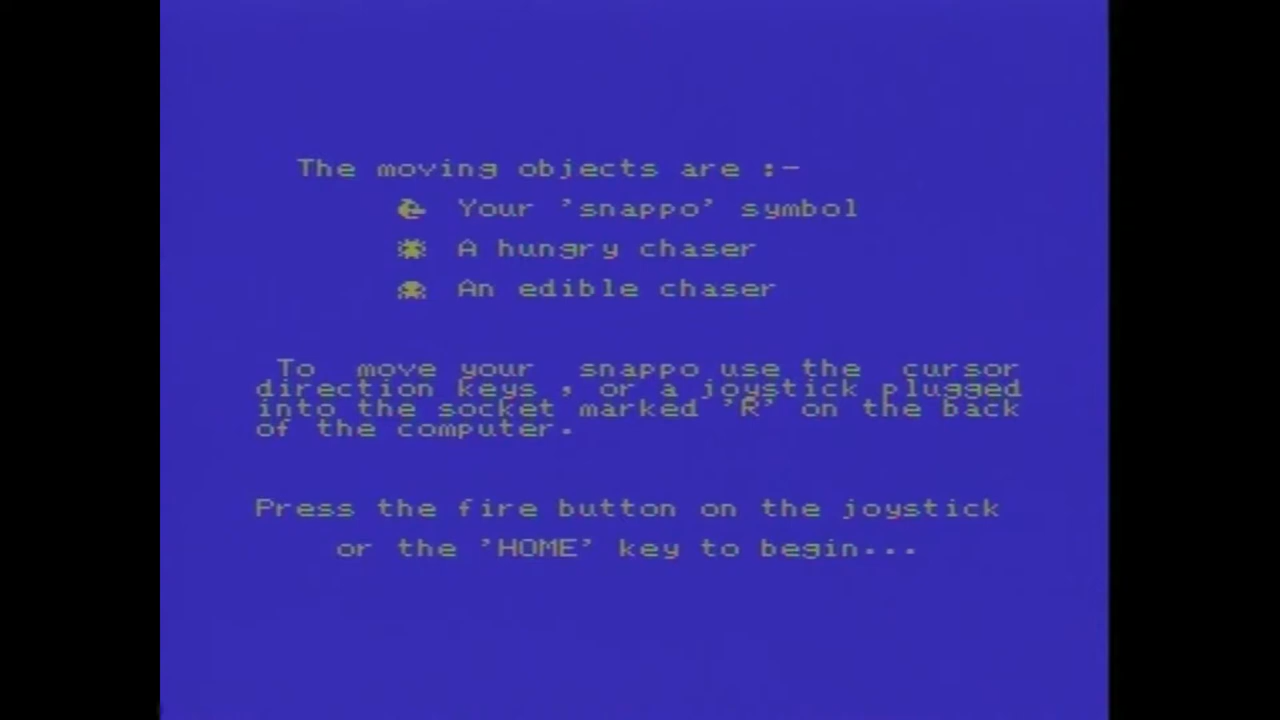 The moving objects are :-
Your 'snappo' symbol
A hungry chaser
An edible chaser
To move your snappo use the cursor
direction keys , or a joystick plugged
into the socket marked 'R' on the back
of the computer.
Press the fire button on the joystick
or the 'HOME' key to begin...